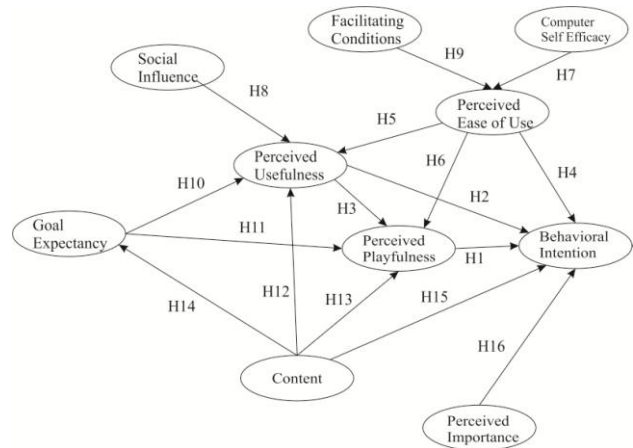 Facilitating
Conditions
Computer
Self Efficacy
Social
Influence
H9
H7
H8
Perceived
Ease of Use
H5
Perceived
Usefulness
H6
H4
H10
H2
H3
Goal
Expectancy
H11
Perceived
Playfulness
H1
Behavioral
Intention
H12
H13
H15
H14
H16
Content
Perceived
Importance